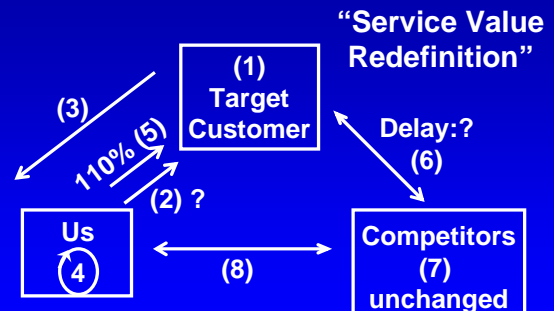 “Service Value
Redefinition”
(1)
Target
Customer
(3)
110% (5)
(2) ?
Delay:?
(6)
Us
4
(8)
Competitors
(7)
unchanged